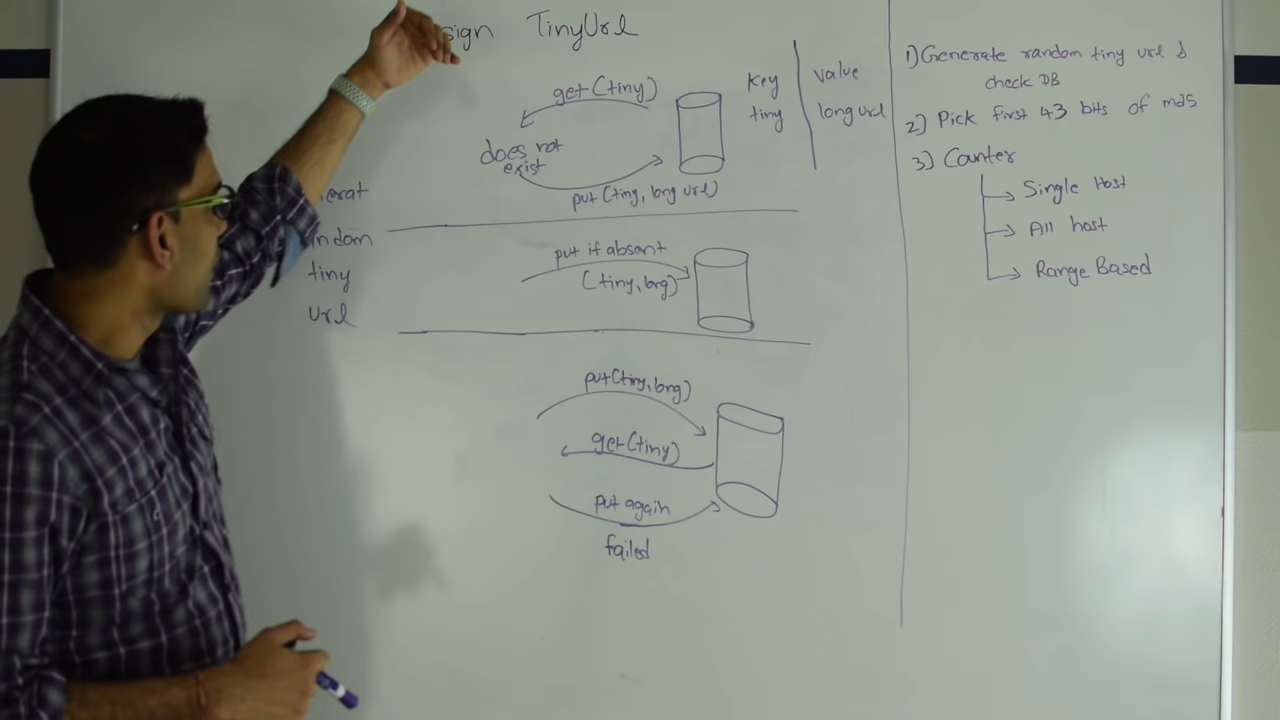 sign TinyUrl
get(tiny)
does not
exist
put (tiny, long url)
key value
tiny long url
erat
ndom
tiny
url
put if absant
(tiny, long)
put(tiny, long)
get(tiny)
put again
failed
1) Generate random tiny url &
check DB
2) Pick first 43 bits of md5
3) Counter
Single Host
All host
Range Based